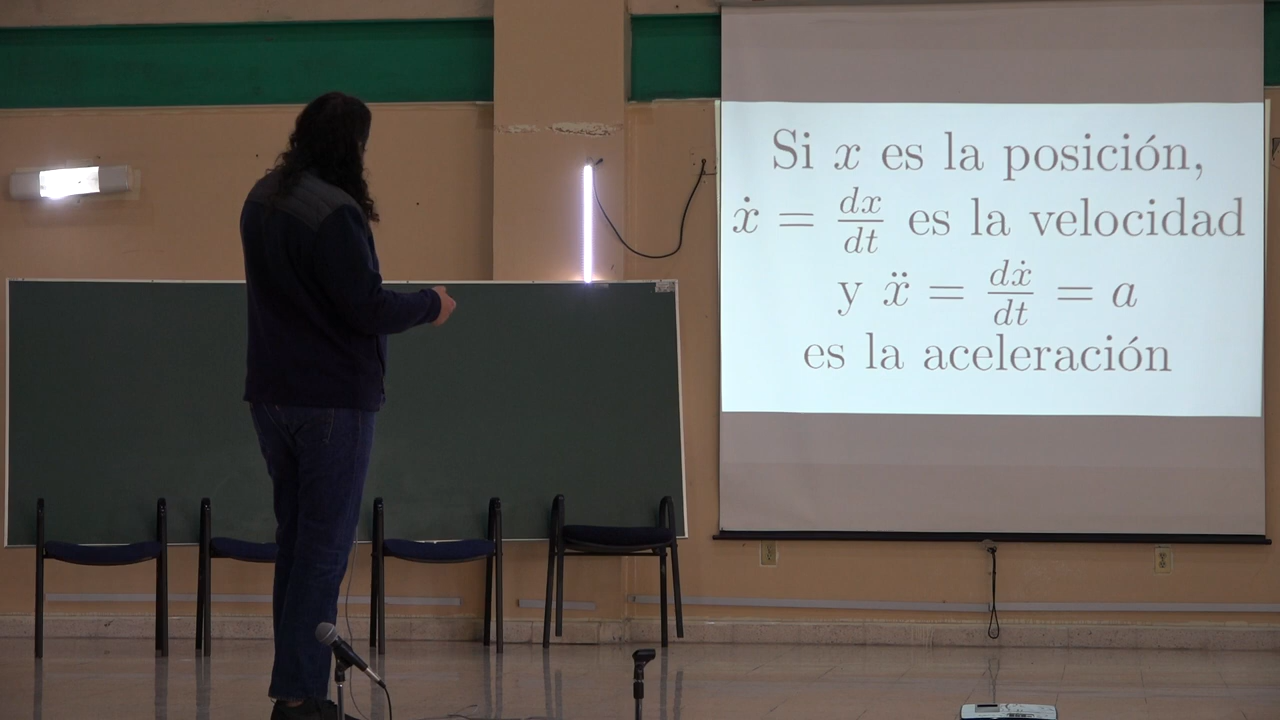 Si x es la posición,
ẋ = dx/dt es la velocidad
y ẍ = dẋ/dt = a
es la aceleración